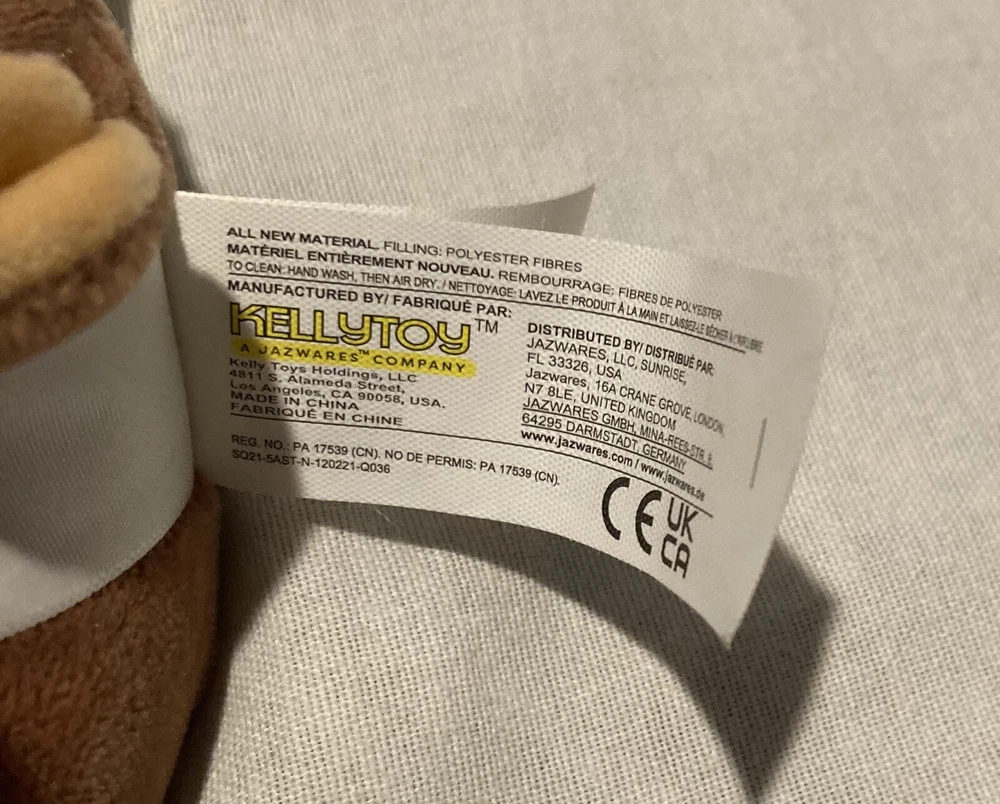 ALL NEW MATERIAL. FILLING: POLYESTER FIBRES
MATÉRIEL ENTIÈREMENT NOUVEAU. REMBOURRAGE: FIBRES DE POLYESTER
TO CLEAN: HAND WASH, THEN AIR DRY. / NETTOYAGE: LAVEZ LE PRODUIT À LA MAIN ET LAISSEZ-LE SÉCHER À L'AIR LIBRE.
MANUFACTURED BY/ FABRIQUÉ PAR:
KELLYTOY™
A JAZWARES™ COMPANY
Kelly Toys Holdings, LLC
4811 S. Alameda Street,
Los Angeles, CA 90058, USA.
MADE IN CHINA
FABRIQUÉ EN CHINE
DISTRIBUTED BY/ DISTRIBUÉ PAR:
JAZWARES, LLC, SUNRISE,
FL 33326, USA
Jazwares, 16A CRANE GROVE, LONDON,
N7 8LE, UNITED KINGDOM
JAZWARES GMBH, MINA-REES-STR. 8,
64295 DARMSTADT, GERMANY
www.jazwares.com / www.jazwares.de
REG. NO.: PA 17539 (CN). NO DE PERMIS: PA 17539 (CN).
SQ21-5AST-N-120221-Q036
CE
UK
CA